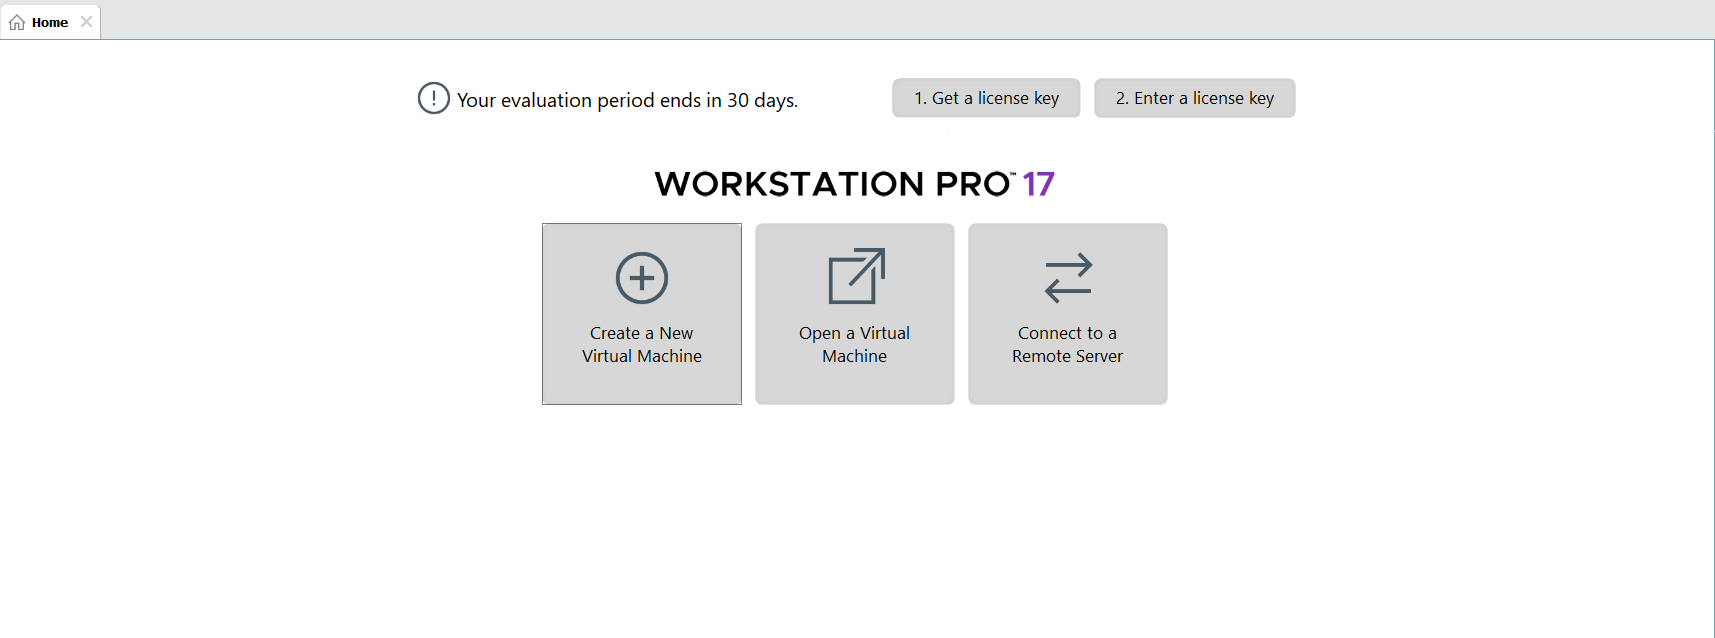 Home
Your evaluation period ends in 30 days.
1. Get a license key
2. Enter a license key
WORKSTATION PRO™ 17
Create a New
Virtual Machine
Open a Virtual
Machine
Connect to a
Remote Server